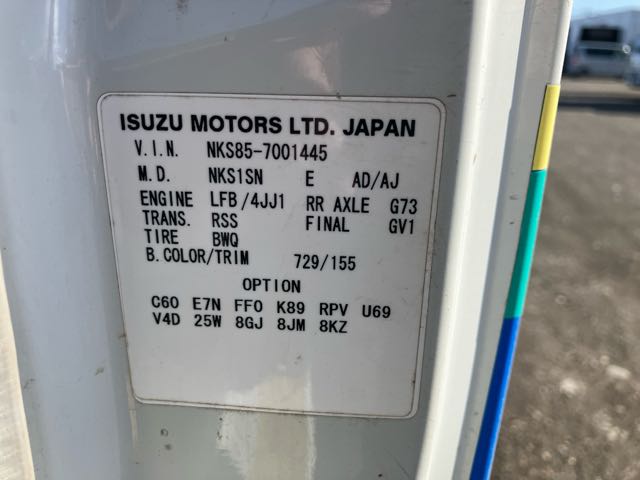 ISUZU MOTORS LTD. JAPAN
V.I.N. NKS85-7001445
M.D. NKS1SN E AD/AJ
ENGINE LFB/4JJ1 RR AXLE G73
TRANS. RSS FINAL GV1
TIRE BWQ
B.COLOR/TRIM 729/155
OPTION
C60 E7N FF0 K89 RPV U69
V4D 25W 8GJ 8JM 8KZ